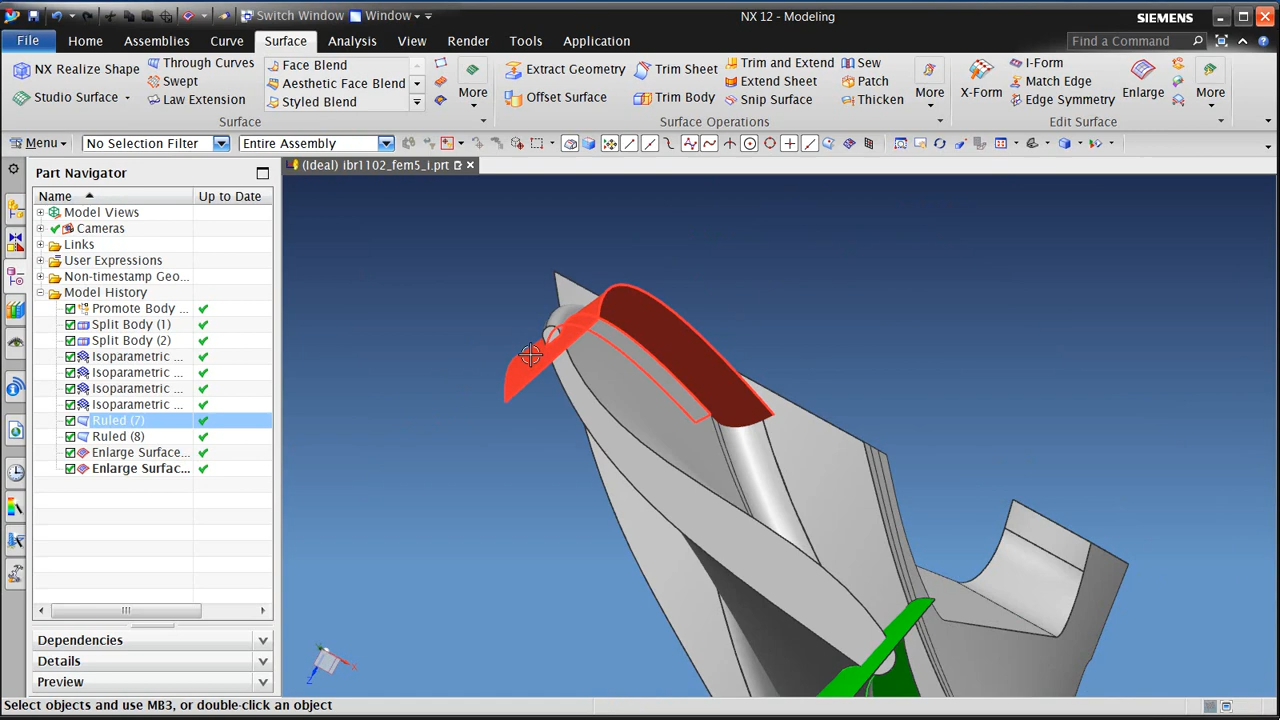 Switch Window Window NX 12 - Modeling SIEMENS
File Home Assemblies Curve Surface Analysis View Render Tools Application Find a Command
NX Realize Shape Through Curves Face Blend Extract Geometry Trim Sheet Trim and Extend Sew I-Form
Studio Surface Swept Aesthetic Face Blend More Offset Surface Trim Body Extend Sheet Patch More X-Form Match Edge Enlarge More
Law Extension Styled Blend Snip Surface Thicken Edge Symmetry
Surface Surface Operations Edit Surface
Menu No Selection Filter Entire Assembly
Part Navigator (Ideal) ibr1102_fem5_i.prt
Name Up to Date
Model Views
Cameras
Links
User Expressions
Non-timestamp Geo...
Model History
Promote Body ...
Split Body (1)
Split Body (2)
Isoparametric ...
Isoparametric ...
Isoparametric ...
Isoparametric ...
Ruled (7)
Ruled (8)
Enlarge Surface...
Enlarge Surfac...
Dependencies
Details
Preview
X
Z
Select objects and use MB3, or double-click an object